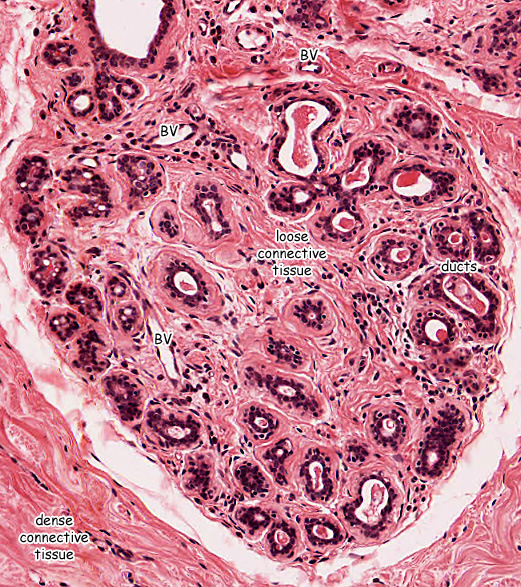 BV
BV
loose
connective
tissue
ducts
BV
dense
connective
tissue